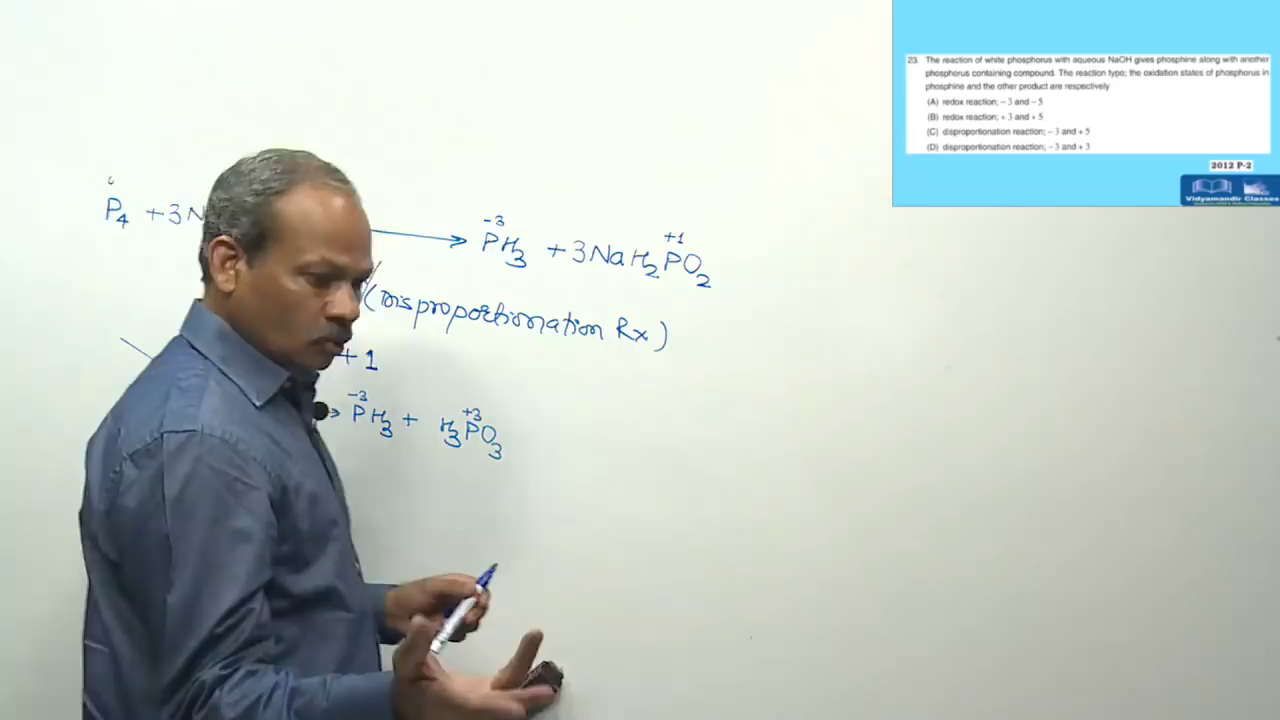 23. The reaction of white phosphorus with aqueous NaOH gives phosphine along with another
phosphorus containing compound. The reaction type; the oxidation states of phosphorus in
phosphine and the other product are respectively
(A) redox reaction; – 3 and – 5
(B) redox reaction; + 3 and + 5
(C) disproportionation reaction; – 3 and + 5
(D) disproportionation reaction; – 3 and + 3
2012 P-2
Vidyamandir Classes
0 -3 +1
P4 + 3N → PH3 + 3NaH2PO2
(Disproportionation Rx)
+ 1
-3 +3
→ PH3 + H3PO3